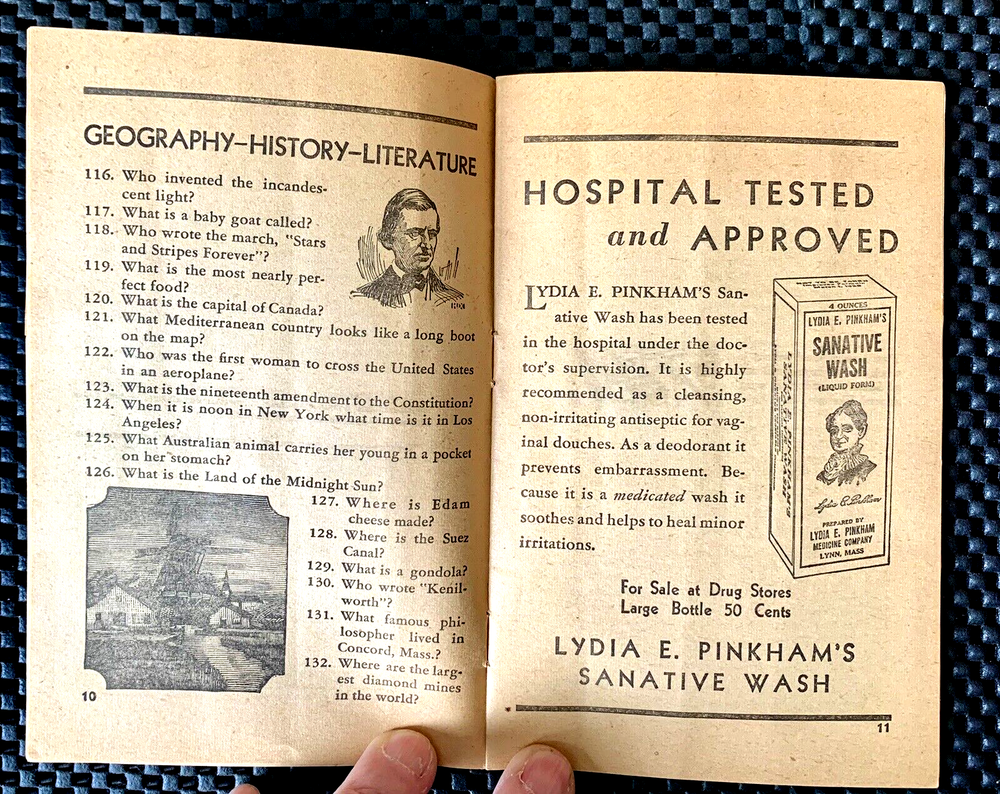 GEOGRAPHY—HISTORY—LITERATURE
116. Who invented the incandes-
cent light?
117. What is a baby goat called?
118. Who wrote the march, "Stars
and Stripes Forever"?
119. What is the most nearly per-
fect food?
120. What is the capital of Canada?
121. What Mediterranean country looks like a long boot
on the map?
122. Who was the first woman to cross the United States
in an aeroplane?
123. What is the nineteenth amendment to the Constitution?
124. When it is noon in New York what time is it in Los
Angeles?
125. What Australian animal carries her young in a pocket
on her stomach?
126. What is the Land of the Midnight Sun?
127. Where is Edam
cheese made?
128. Where is the Suez
Canal?
129. What is a gondola?
130. Who wrote "Kenil-
worth"?
131. What famous phi-
losopher lived in
Concord, Mass.?
132. Where are the larg-
est diamond mines
in the world?
10
HOSPITAL TESTED
and APPROVED
LYDIA E. PINKHAM'S San-
ative Wash has been tested
in the hospital under the doc-
tor's supervision. It is highly
recommended as a cleansing,
non-irritating antiseptic for vag-
inal douches. As a deodorant it
prevents embarrassment. Be-
cause it is a medicated wash it
soothes and helps to heal minor
irritations.
4 OUNCES
LYDIA E. PINKHAM'S
SANATIVE
WASH
(LIQUID FORM)
Lydia E. Pinkham
PREPARED BY
LYDIA E. PINKHAM
MEDICINE COMPANY
LYNN, MASS
For Sale at Drug Stores
Large Bottle 50 Cents
LYDIA E. PINKHAM'S
SANATIVE WASH
11